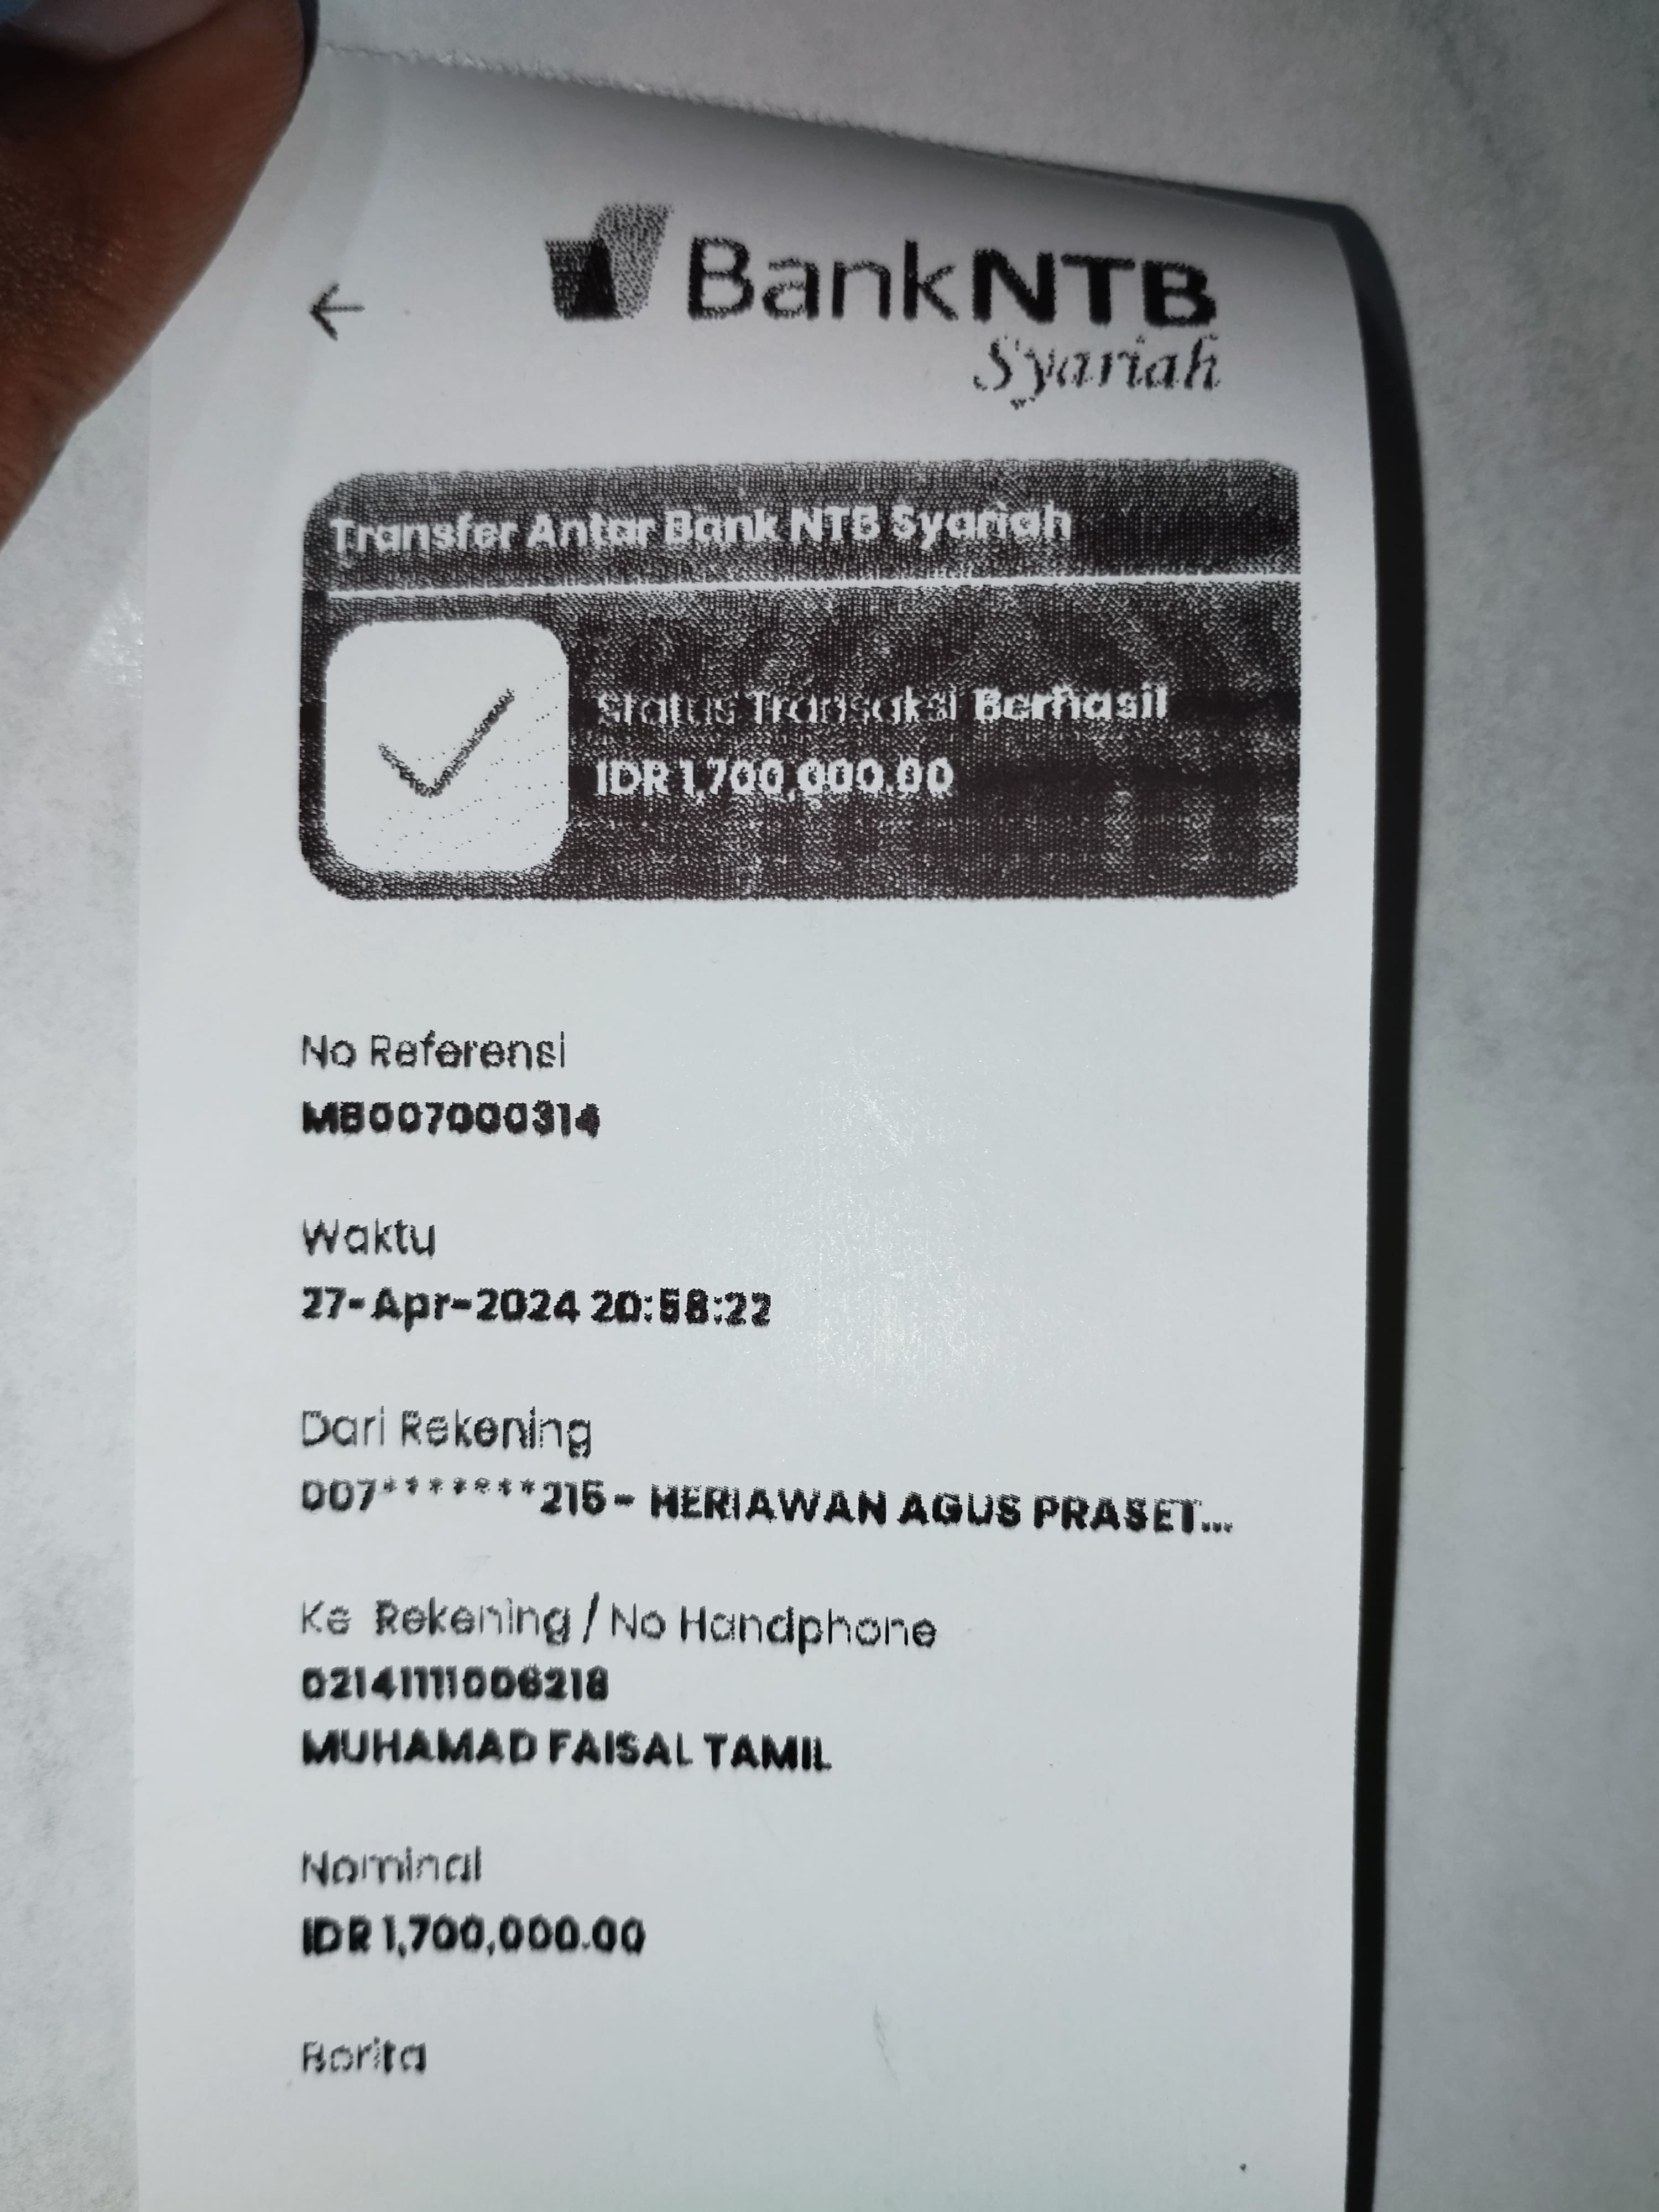 BankNTB
Syariah
Transfer Antar Bank NTB Syariah
Status Transaksi Berhasil
IDR 1,700,000.00
No Referensi
MB007000314
Waktu
27-Apr-2024 20:58:22
Dari Rekening
007*******215 - HERIAWAN AGUS PRASET...
Ke Rekening / No Handphone
02141111006218
MUHAMAD FAISAL TAMIL
Nominal
IDR 1,700,000.00
Berita